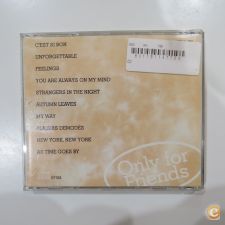 C'EST SI BON
UNFORGETTABLE
FEELINGS
YOU ARE ALWAYS ON MY MIND
STRANGERS IN THE NIGHT
AUTUMN LEAVES
MY WAY
PLAISIRS DEMODÉS
NEW YORK, NEW YORK
AS TIME GOES BY
Only for
Friends